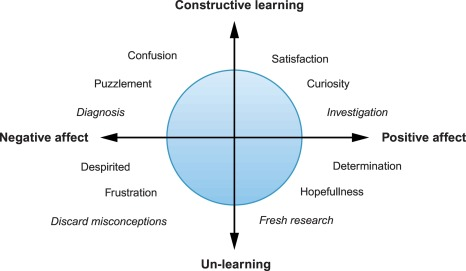 Constructive learning
Confusion
Satisfaction
Puzzlement
Curiosity
Diagnosis
Investigation
Negative affect
Positive affect
Despirited
Determination
Frustration
Hopefullness
Discard misconceptions
Fresh research
Un-learning